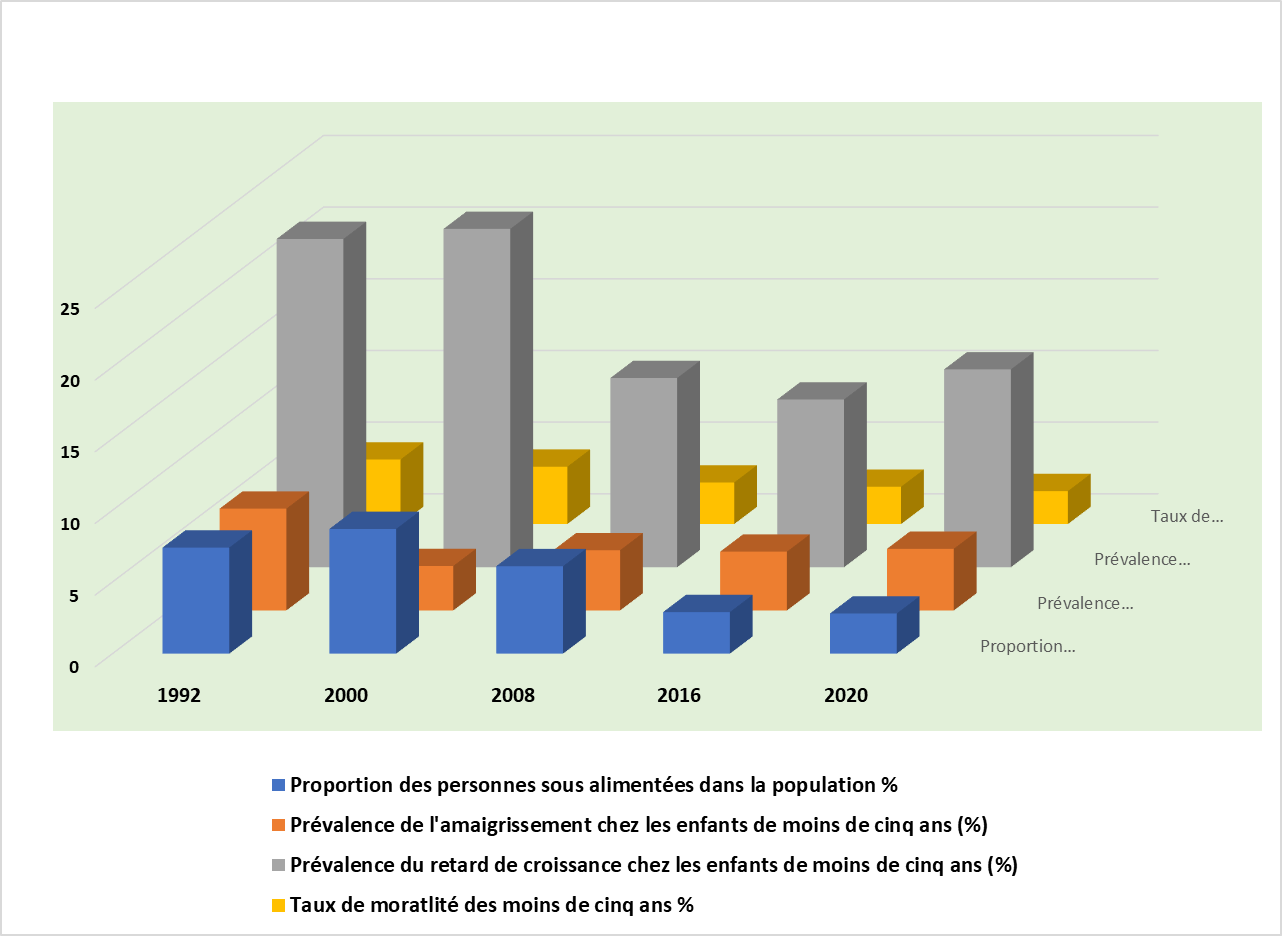 25
20
15
10
5
0
Taux de...
Prévalence...
Prévalence...
Proportion...
1992 2000 2008 2016 2020
Proportion des personnes sous alimentées dans la population %
Prévalence de l'amaigrissement chez les enfants de moins de cinq ans (%)
Prévalence du retard de croissance chez les enfants de moins de cinq ans (%)
Taux de moratlité des moins de cinq ans %